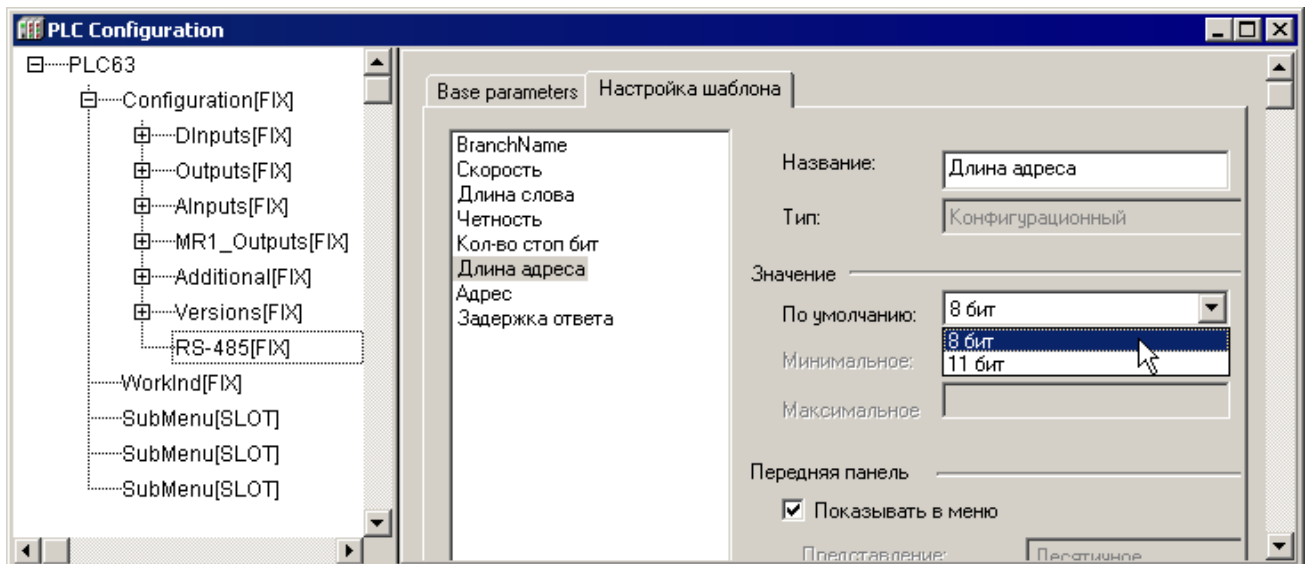 PLC Configuration
PLC63
Configuration[FIX]
DInputs[FIX]
Outputs[FIX]
AInputs[FIX]
MR1_Outputs[FIX]
Additional[FIX]
Versions[FIX]
RS-485[FIX]
WorkInd[FIX]
SubMenu[SLOT]
SubMenu[SLOT]
SubMenu[SLOT]
Base parameters Настройка шаблона
BranchName
Скорость
Длина слова
Четность
Кол-во стоп бит
Длина адреса
Адрес
Задержка ответа
Название: Длина адреса
Тип: Конфигурационный
Значение
По умолчанию: 8 бит
8 бит
11 бит
Минимальное:
Максимальное
Передняя панель
Показывать в меню
Представление: Десятичное